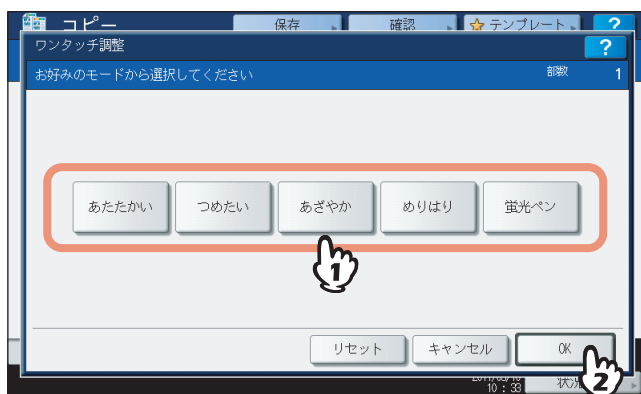 コピー 保存 確認 テンプレート ?
ワンタッチ調整 ?
お好みのモードから選択してください 部数 1
あたたかい つめたい あざやか めりはり 蛍光ペン
1
リセット キャンセル OK
2
10:33 状況